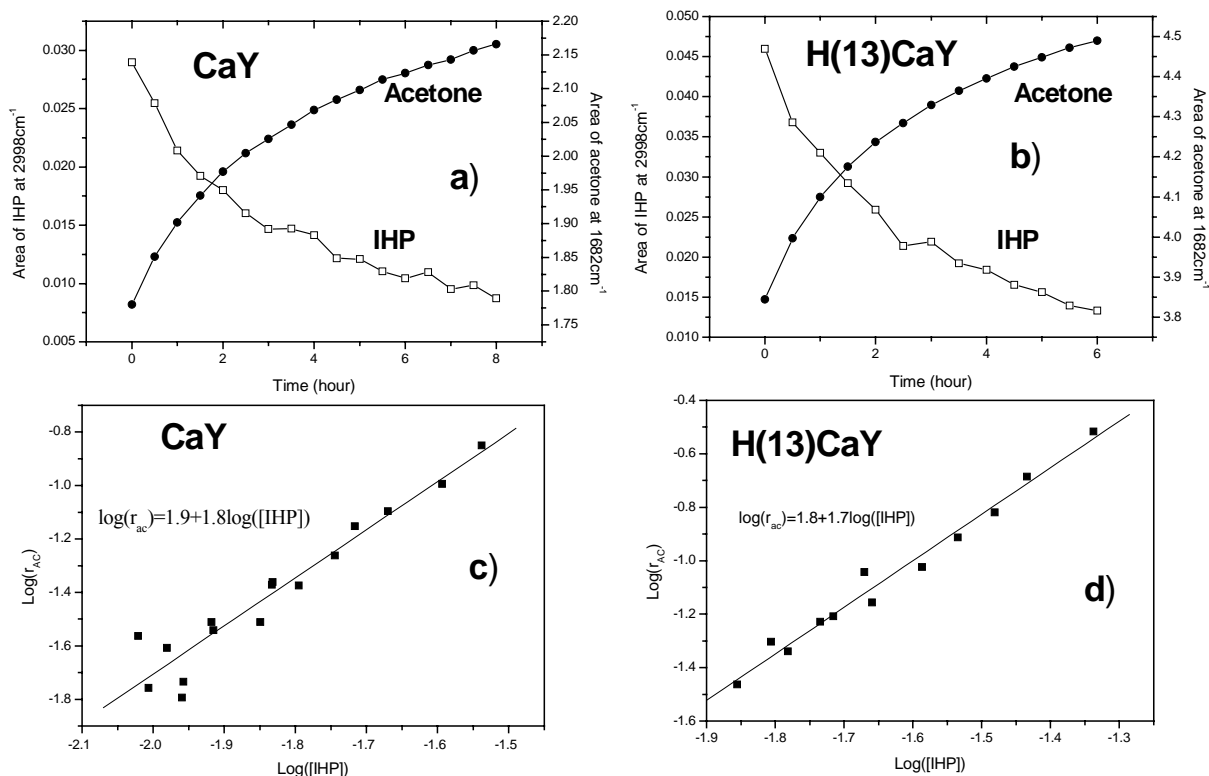 CaY
Acetone
a)
IHP
Area of IHP at 2998cm-1
0.030
0.025
0.020
0.015
0.010
0.005
Area of acetone at 1682cm-1
2.20
2.15
2.10
2.05
2.00
1.95
1.90
1.85
1.80
1.75
0 2 4 6 8
Time (hour)
H(13)CaY
Acetone
b)
IHP
Area of IHP at 2998cm-1
0.050
0.045
0.040
0.035
0.030
0.025
0.020
0.015
0.010
Area of acetone at 1682cm-1
4.5
4.4
4.3
4.2
4.1
4.0
3.9
3.8
0 2 4 6
Time (hour)
CaY
log(rac)=1.9+1.8log([IHP])
c)
Log(rAC)
-0.8
-1.0
-1.2
-1.4
-1.6
-1.8
-2.1 -2.0 -1.9 -1.8 -1.7 -1.6 -1.5
Log([IHP])
H(13)CaY
log(rac)=1.8+1.7log([IHP])
d)
Log(rAC)
-0.4
-0.6
-0.8
-1.0
-1.2
-1.4
-1.6
-1.9 -1.8 -1.7 -1.6 -1.5 -1.4 -1.3
Log([IHP])